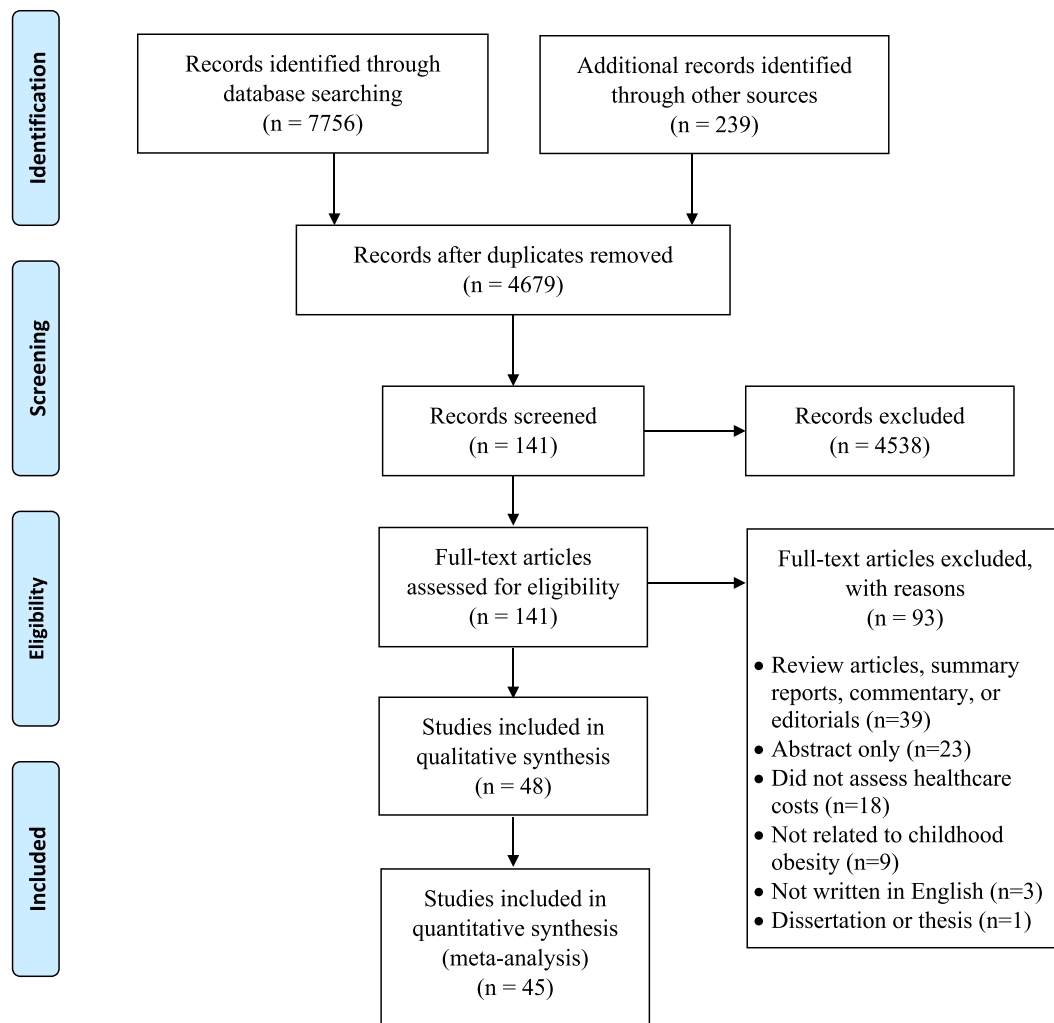 Identification
Records identified through
database searching
(n = 7756)
Additional records identified
through other sources
(n = 239)
Records after duplicates removed
(n = 4679)
Screening
Records screened
(n = 141)
Records excluded
(n = 4538)
Eligibility
Full-text articles
assessed for eligibility
(n = 141)
Full-text articles excluded,
with reasons
(n = 93)
• Review articles, summary
reports, commentary, or
editorials (n=39)
• Abstract only (n=23)
• Did not assess healthcare
costs (n=18)
• Not related to childhood
obesity (n=9)
• Not written in English (n=3)
• Dissertation or thesis (n=1)
Studies included in
qualitative synthesis
(n = 48)
Included
Studies included in
quantitative synthesis
(meta-analysis)
(n = 45)